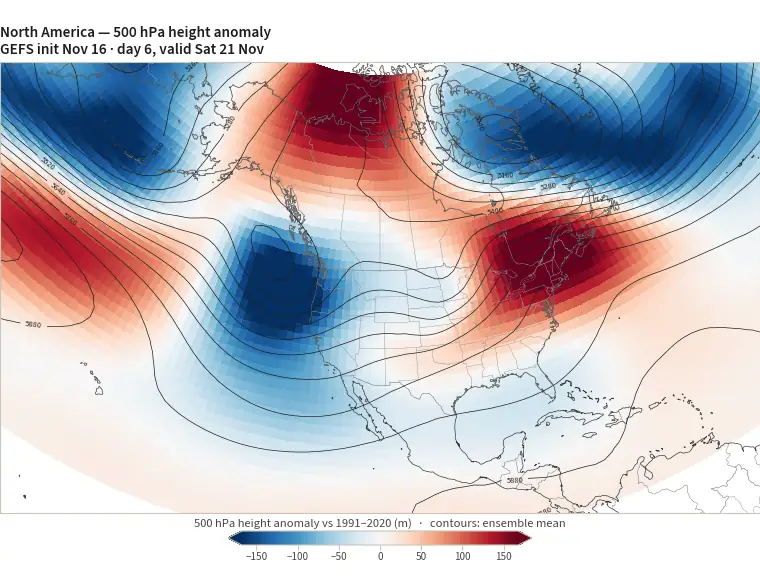 North America — 500 hPa height anomaly
GEFS init Nov 16 · day 6, valid Sat 21 Nov
5640
5880
5160
5280
5400
5880
500 hPa height anomaly vs 1991–2020 (m) · contours: ensemble mean
−150 −100 −50 0 50 100 150